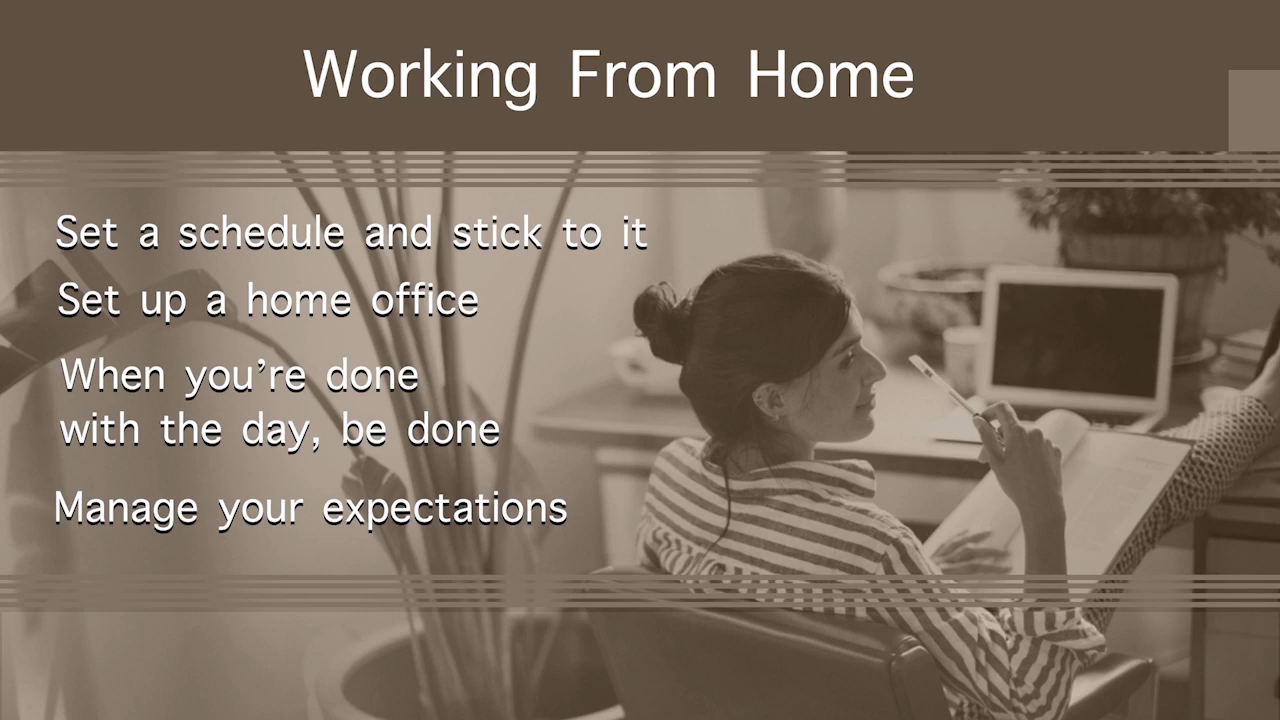 Working From Home
Set a schedule and stick to it
Set up a home office
When you’re done
with the day, be done
Manage your expectations